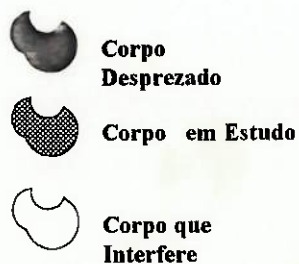 Corpo
Desprezado
Corpo em Estudo
Corpo que
Interfere